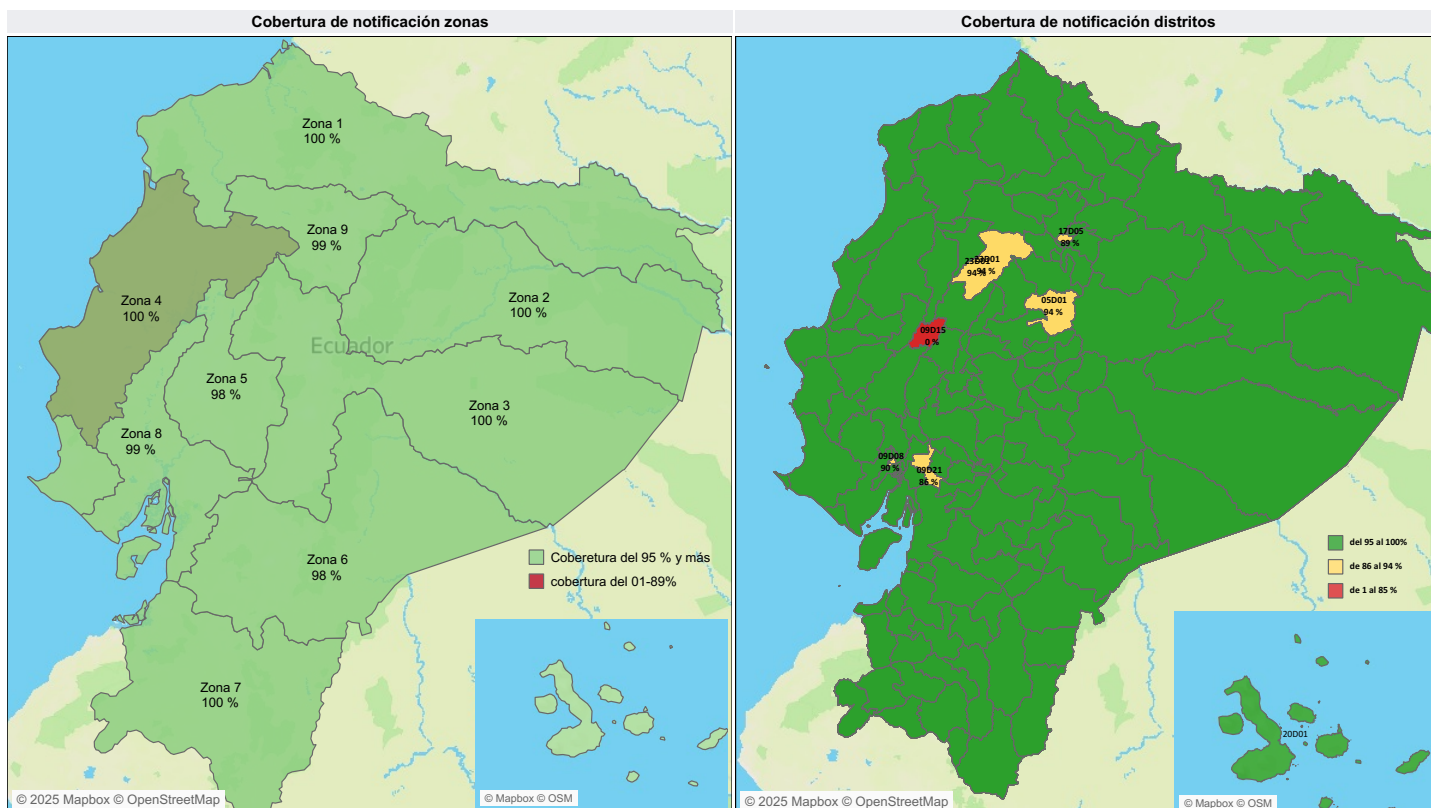 Cobertura de notificación zonas
Zona 1
100 %
Zona 9
99 %
Zona 2
100 %
Zona 4
100 %
Ecuador
Zona 5
98 %
Zona 3
100 %
Zona 8
99 %
Zona 6
98 %
Coberetura del 95 % y más
cobertura del 01-89%
Zona 7
100 %
© 2025 Mapbox © OpenStreetMap
© Mapbox © OSM
Cobertura de notificación distritos
17D05
89 %
23D01
94 %
94 %
05D01
94 %
09D15
0 %
09D08
90 %
09D21
86 %
del 95 al 100%
de 86 al 94 %
de 1 al 85 %
20D01
© 2025 Mapbox © OpenStreetMap
© Mapbox © OSM